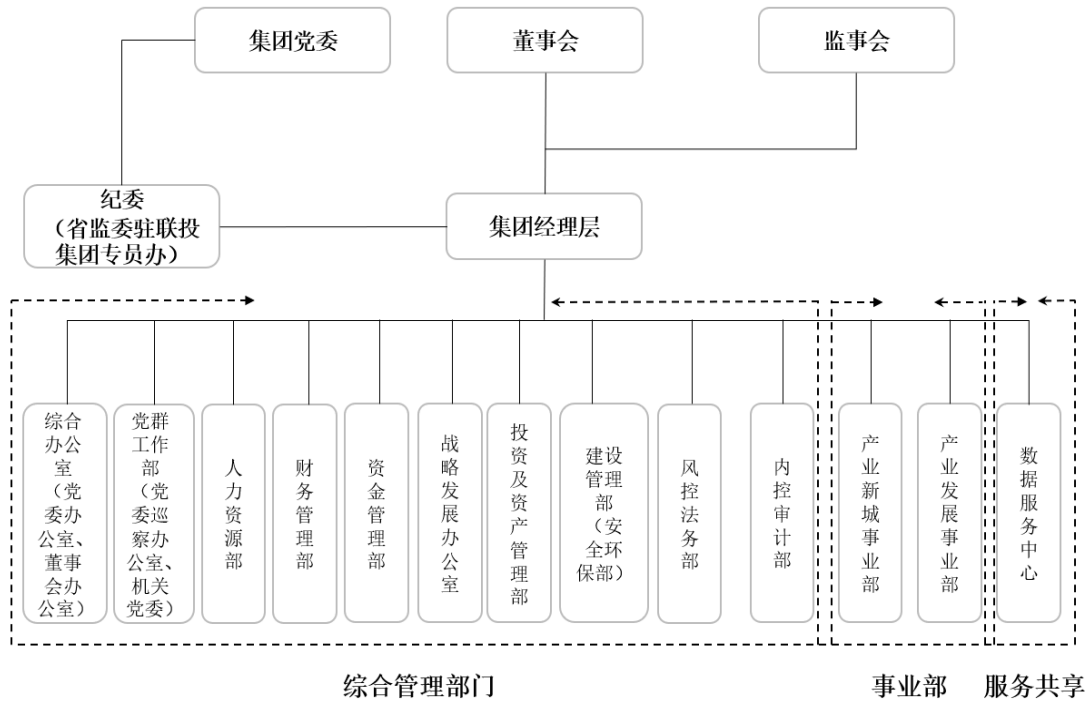 集团党委
董事会
监事会
纪委
（省监委驻联投
集团专员办）
集团经理层
综合
办公
室
（党
委办
公室、
董事
会办
公室）
党群
工作
部
（党
委巡
察办
公室、
机关
党委）
人
力
资
源
部
财
务
管
理
部
资
金
管
理
部
战
略
发
展
办
公
室
投
资
及
资
产
管
理
部
建设
管理
部
（安
全环
保部）
风
控
法
务
部
内
控
审
计
部
产
业
新
城
事
业
部
产
业
发
展
事
业
部
数
据
服
务
中
心
综合管理部门
事业部
服务共享